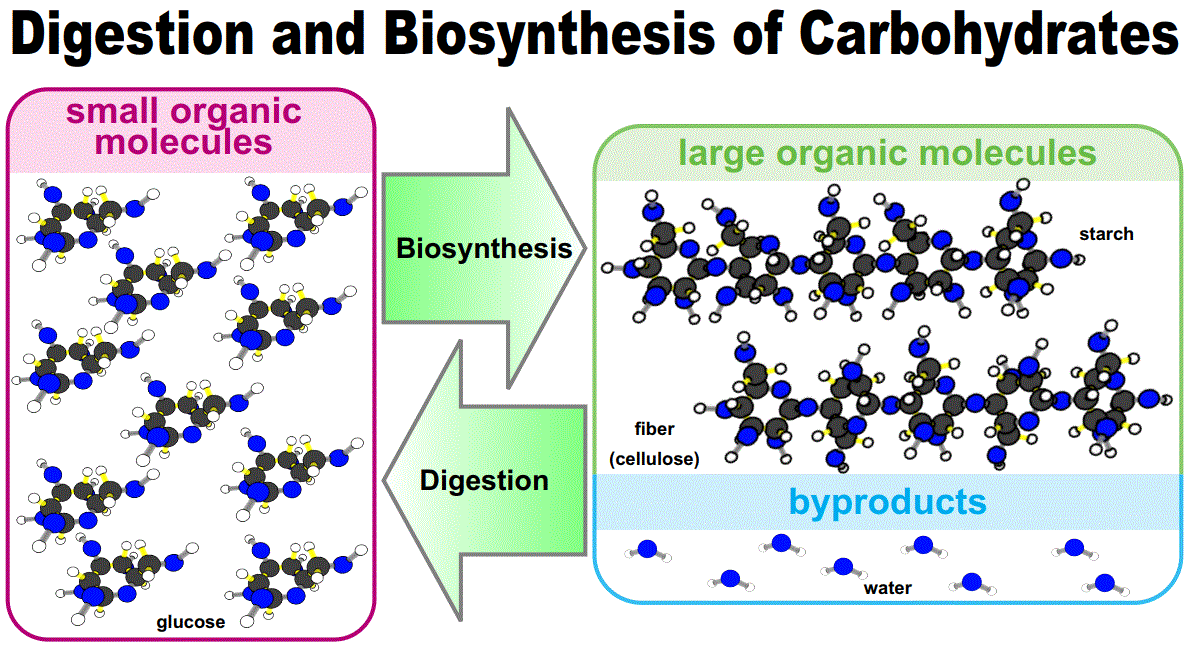 Digestion and Biosynthesis of Carbohydrates
small organic
molecules
glucose
Biosynthesis
Digestion
large organic molecules
starch
fiber
(cellulose)
byproducts
water